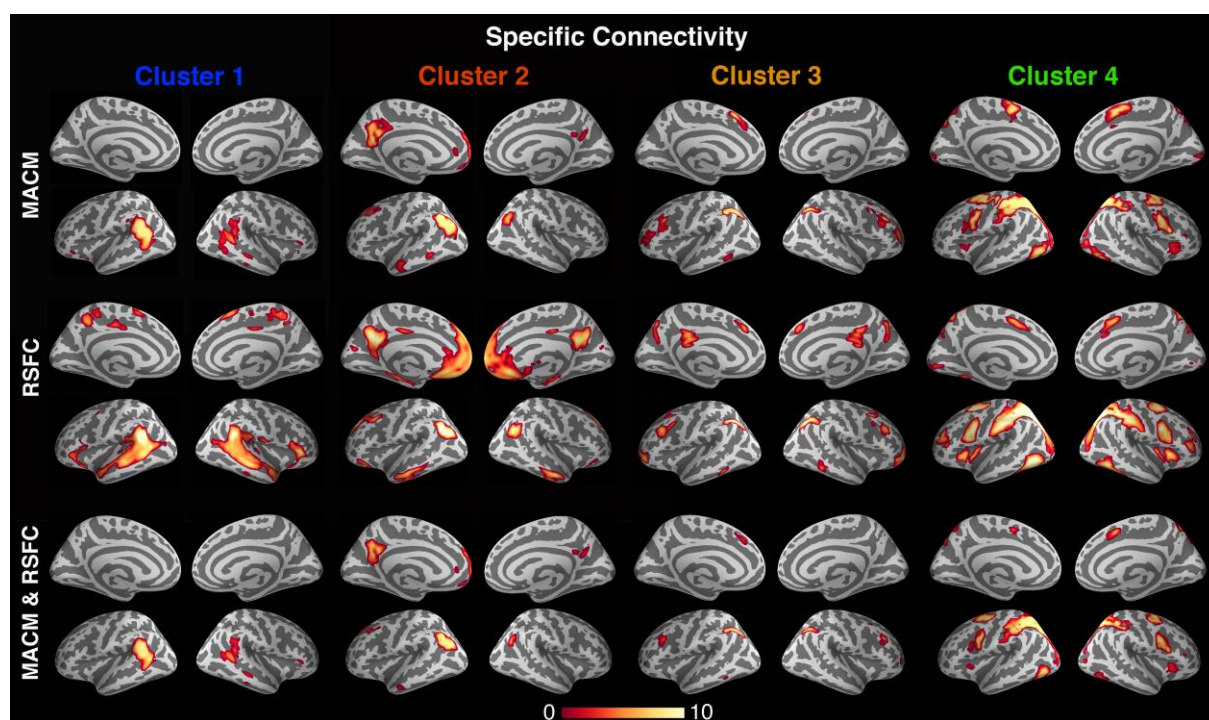 Specific Connectivity
Cluster 1 Cluster 2 Cluster 3 Cluster 4
MACM
RSFC
MACM & RSFC
0 10